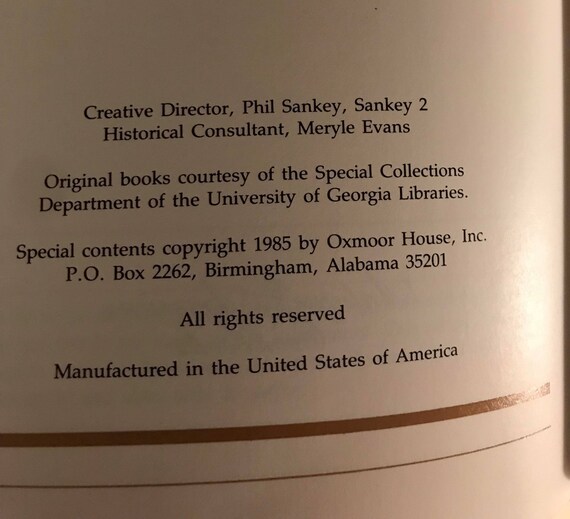 Creative Director, Phil Sankey, Sankey 2
Historical Consultant, Meryle Evans
Original books courtesy of the Special Collections
Department of the University of Georgia Libraries.
Special contents copyright 1985 by Oxmoor House, Inc.
P.O. Box 2262, Birmingham, Alabama 35201
All rights reserved
Manufactured in the United States of America